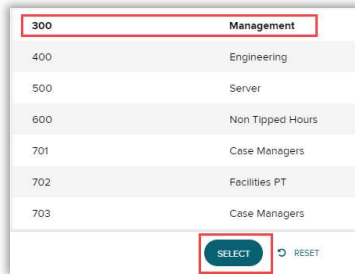 300 Management
400 Engineering
500 Server
600 Non Tipped Hours
701 Case Managers
702 Facilities PT
703 Case Managers
SELECT RESET